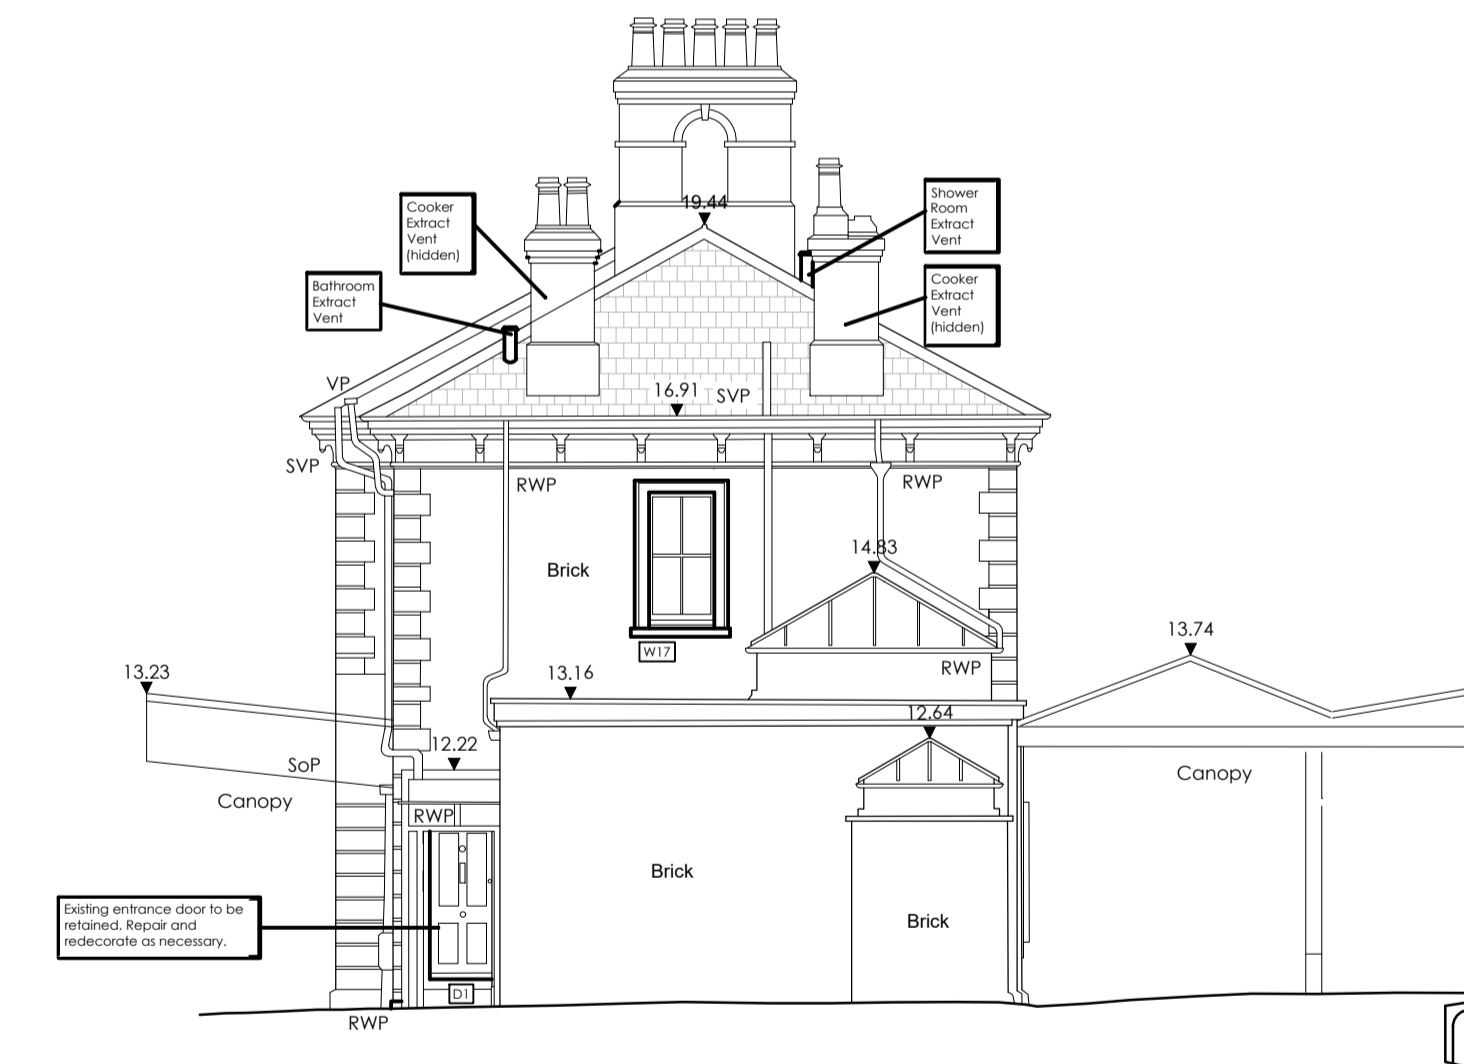 19.44
Cooker
Extract
Vent
(hidden)
Shower
Room
Extract
Vent
Bathroom
Extract
Vent
Cooker
Extract
Vent
(hidden)
VP
16.91
SVP
SVP
RWP
RWP
Brick
14.83
W17
RWP
13.74
13.23
13.16
12.64
12.22
SoP
Canopy
Canopy
RWP
Brick
Brick
Existing entrance door to be
retained. Repair and
redecorate as necessary.
D1
RWP